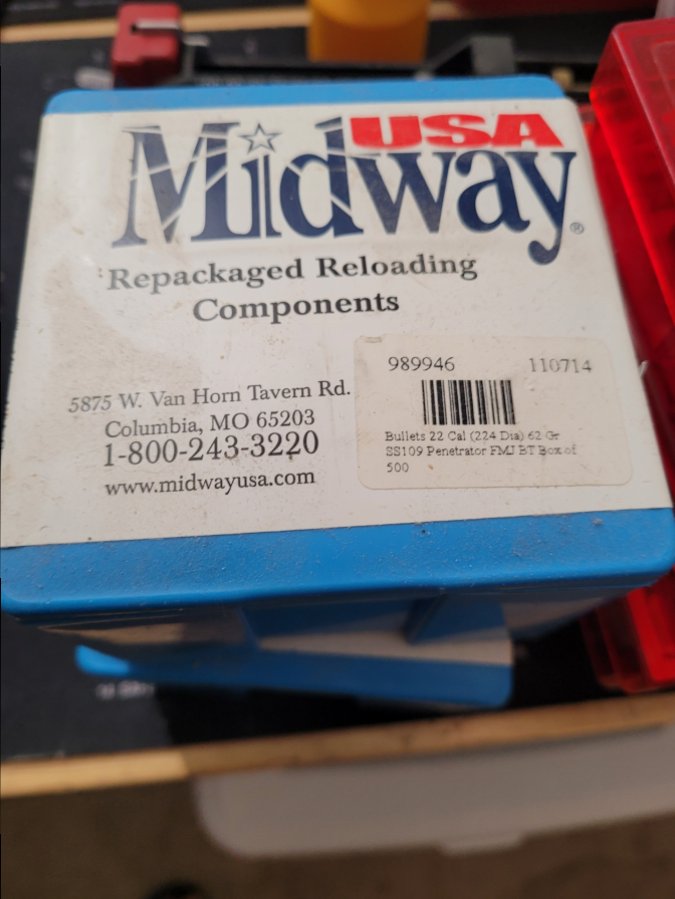 Midway USA®
Repackaged Reloading
Components
5875 W. Van Horn Tavern Rd.
Columbia, MO 65203
1-800-243-3220
www.midwayusa.com
989946 110714
Bullets 22 Cal (224 Dia) 62 Gr
SS109 Penetrator FMJ BT Box of
500